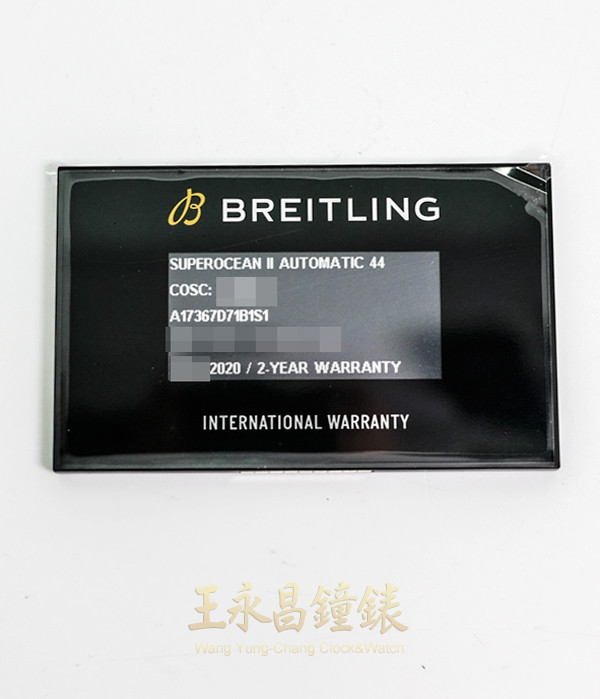 B BREITLING
SUPEROCEAN II AUTOMATIC 44
COSC:
A17367D71B1S1
2020 / 2-YEAR WARRANTY
INTERNATIONAL WARRANTY
王永昌鐘錶
Wang Yung-Chang Clock&Watch